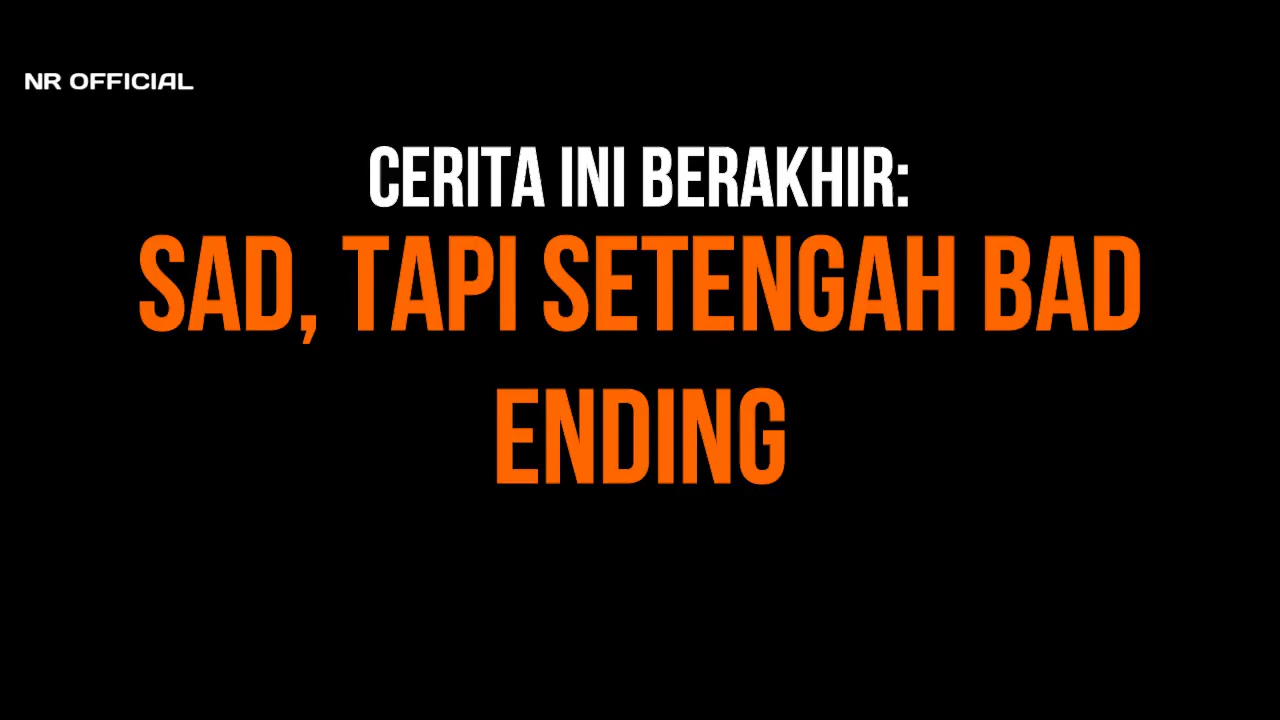 NR OFFICIAL
CERITA INI BERAKHIR:
SAD, TAPI SETENGAH BAD
ENDING